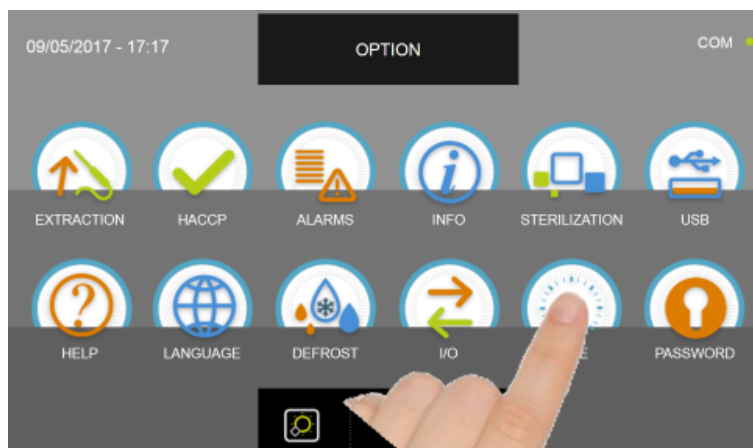 09/05/2017 - 17:17
OPTION
COM
EXTRACTION
HACCP
ALARMS
INFO
STERILIZATION
USB
HELP
LANGUAGE
DEFROST
I/O
PASSWORD